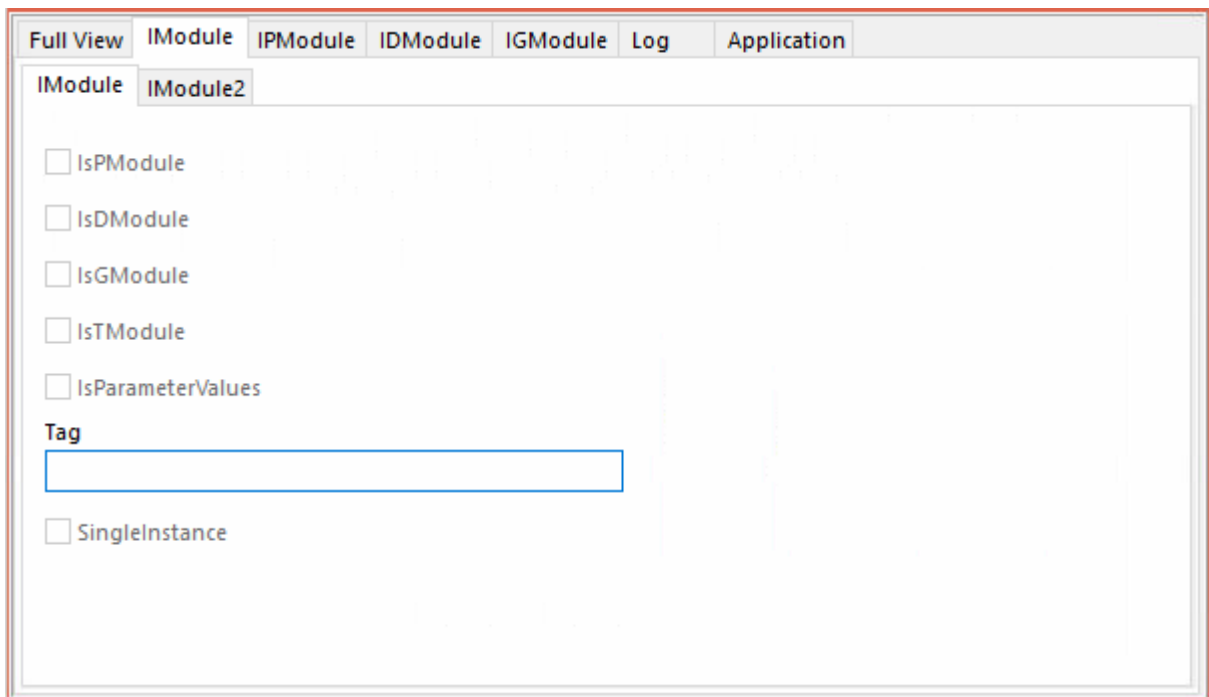 Full View IModule IPModule IDModule IGModule Log Application
IModule IModule2
IsPModule
IsDModule
IsGModule
IsTModule
IsParameterValues
Tag
SingleInstance